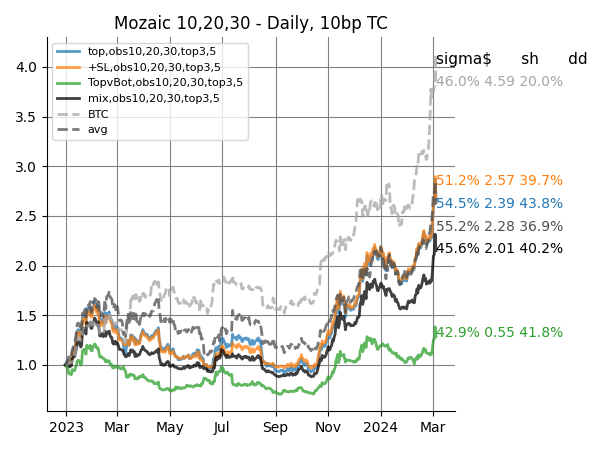 Mozaic 10,20,30 - Daily, 10bp TC
top,obs10,20,30,top3,5
+SL,obs10,20,30,top3,5
TopvBot,obs10,20,30,top3,5
mix,obs10,20,30,top3,5
BTC
avg
sigma$ sh dd
46.0% 4.59 20.0%
51.2% 2.57 39.7%
54.5% 2.39 43.8%
55.2% 2.28 36.9%
45.6% 2.01 40.2%
42.9% 0.55 41.8%
4.0
3.5
3.0
2.5
2.0
1.5
1.0
2023 Mar May Jul Sep Nov 2024 Mar